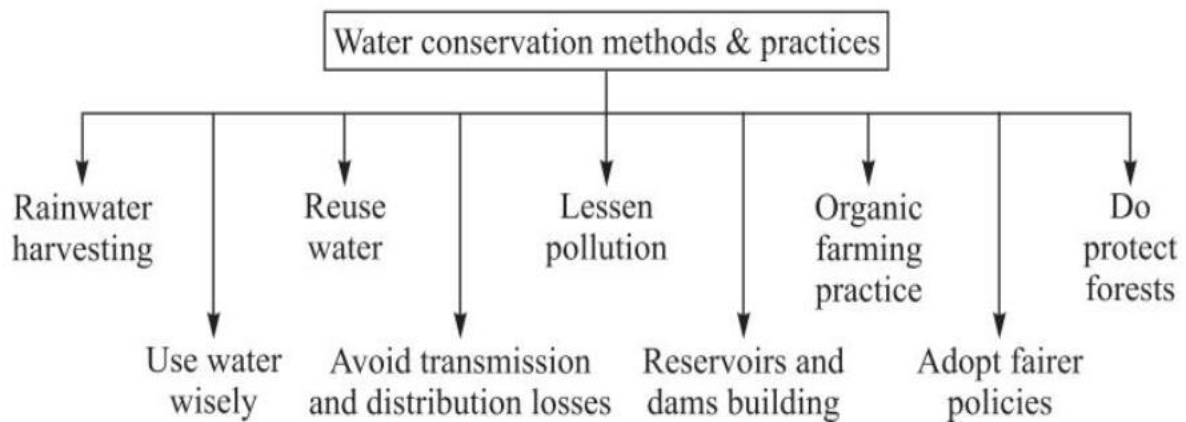 Water conservation methods & practices
Rainwater
harvesting
Use water
wisely
Reuse
water
Avoid transmission
and distribution losses
Lessen
pollution
Reservoirs and
dams building
Organic
farming
practice
Adopt fairer
policies
Do
protect
forests